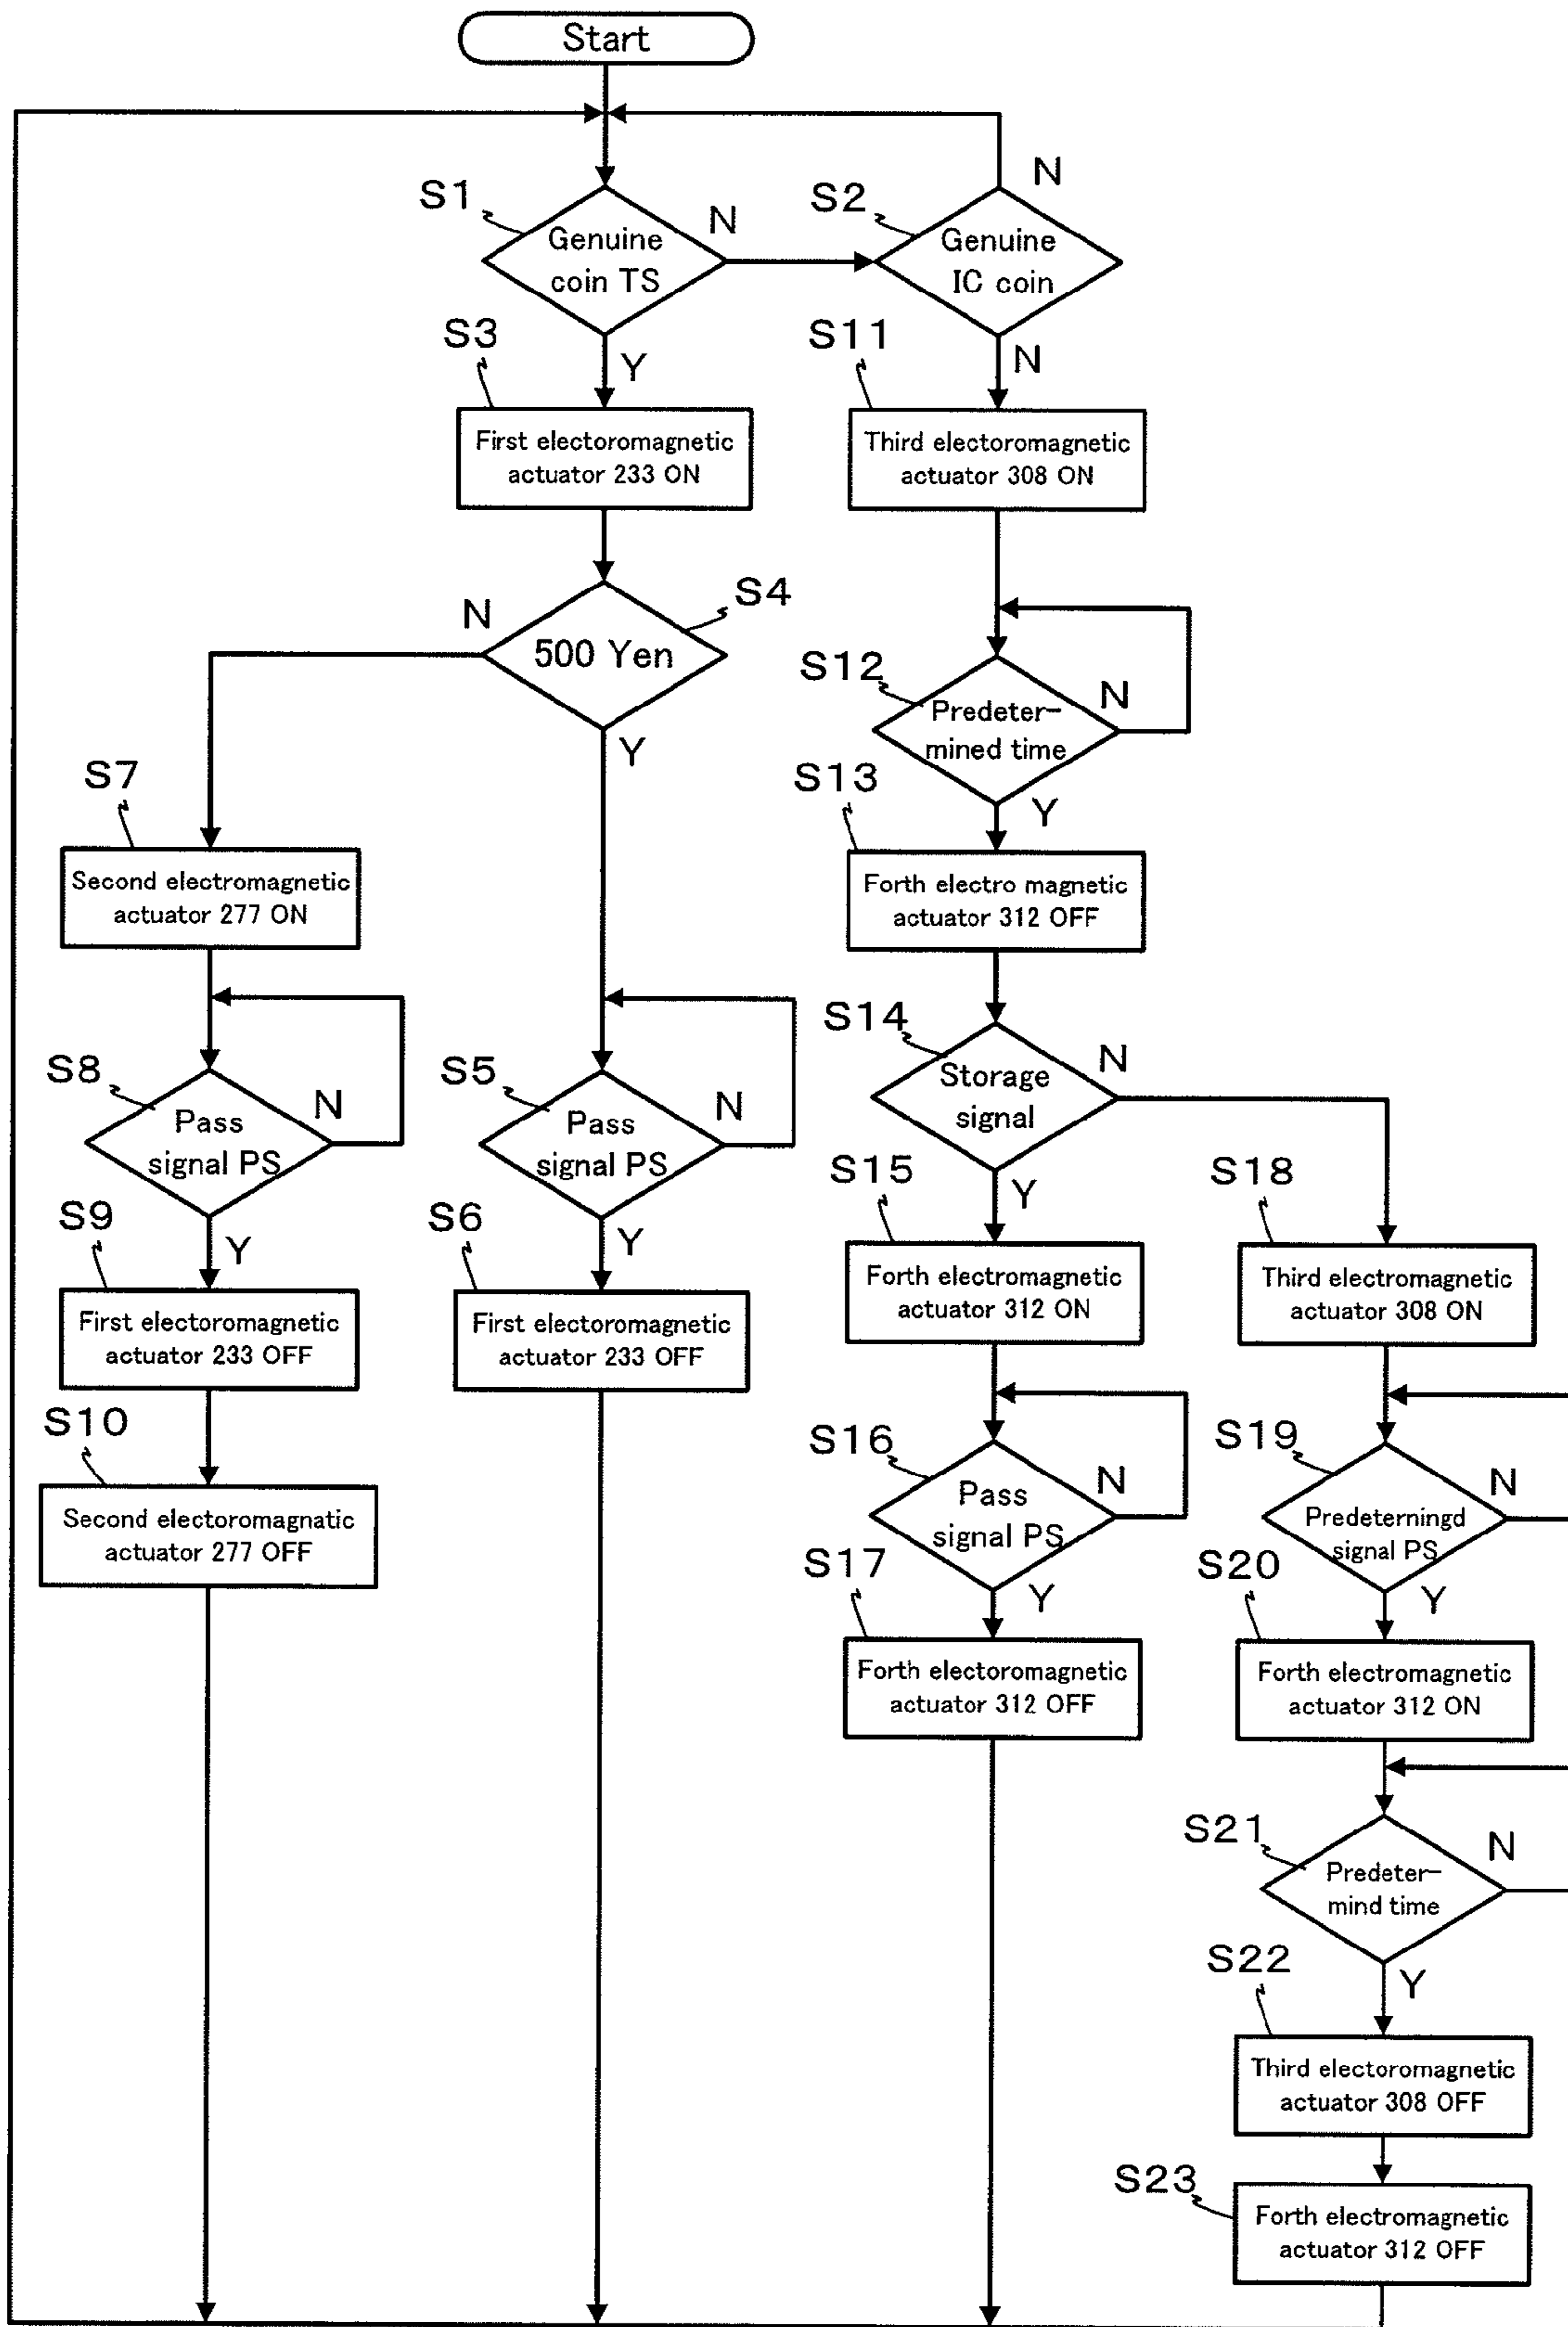 Start
S1
Genuine
coin TS
N
Y
S2
Genuine
IC coin
N
N
S3
First electoromagnetic
actuator 233 ON
S11
Third electoromagnetic
actuator 308 ON
S4
500 Yen
N
Y
S12
Predeter-
mined time
N
Y
S7
Second electromagnetic
actuator 277 ON
S13
Forth electro magnetic
actuator 312 OFF
S8
Pass
signal PS
N
Y
S5
Pass
signal PS
N
Y
S14
Storage
signal
N
Y
S9
First electoromagnetic
actuator 233 OFF
S6
First electoromagnetic
actuator 233 OFF
S15
Forth electromagnetic
actuator 312 ON
S18
Third electromagnetic
actuator 308 ON
S10
Second electoromagnatic
actuator 277 OFF
S16
Pass
signal PS
N
Y
S19
Predeterningd
signal PS
N
Y
S17
Forth electoromagnetic
actuator 312 OFF
S20
Forth electromagnetic
actuator 312 ON
S21
Predeter-
mind time
N
Y
S22
Third electoromagnetic
actuator 308 OFF
S23
Forth electromagnetic
actuator 312 OFF